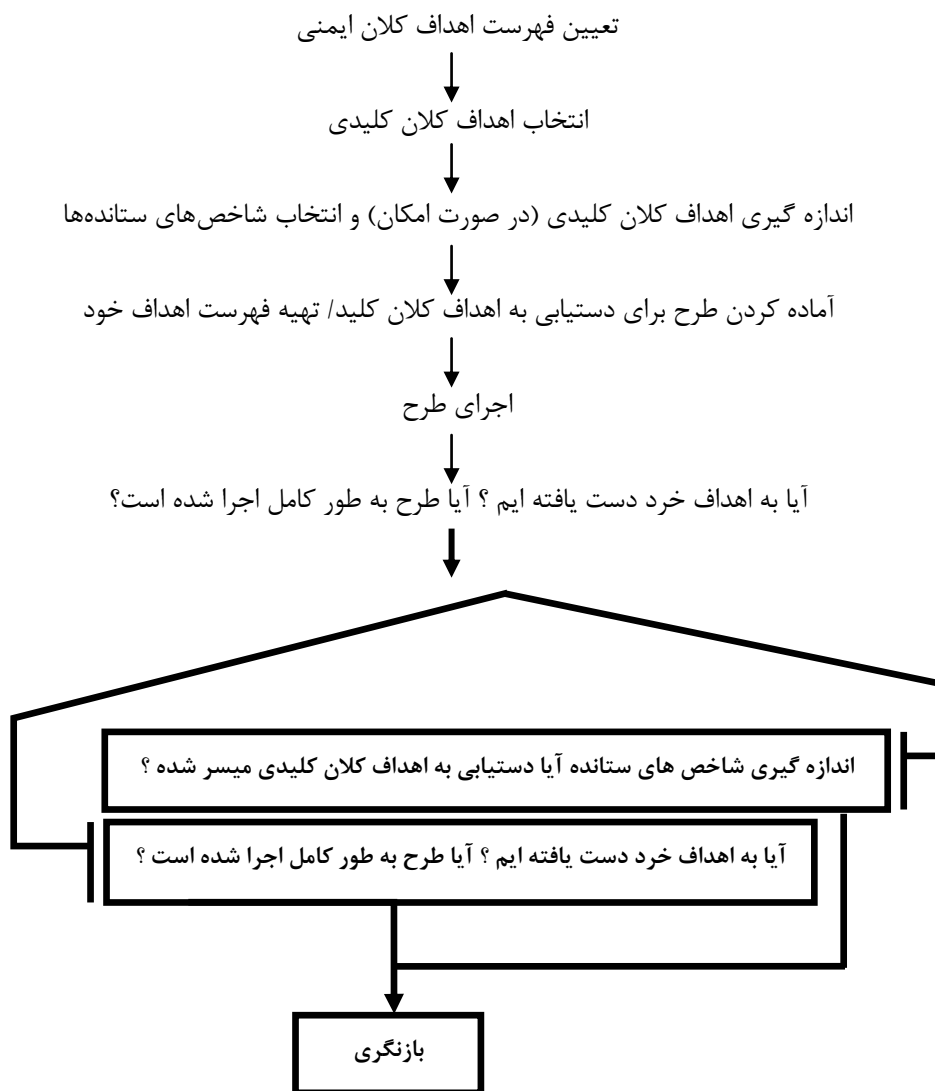 تعیین فهرست اهداف کلان ایمنی
انتخاب اهداف کلان کلیدی
اندازه گیری اهداف کلان کلیدی (در صورت امکان) و انتخاب شاخص‌های ستانده‌ها
آماده کردن طرح برای دستیابی به اهداف کلان کلید/ تهیه فهرست اهداف خود
اجرای طرح
آیا به اهداف خرد دست یافته ایم ؟ آیا طرح به طور کامل اجرا شده است؟
اندازه گیری شاخص های ستانده آیا دستیابی به اهداف کلان کلیدی میسر شده ؟
آیا به اهداف خرد دست یافته ایم ؟ آیا طرح به طور کامل اجرا شده است ؟
بازنگری